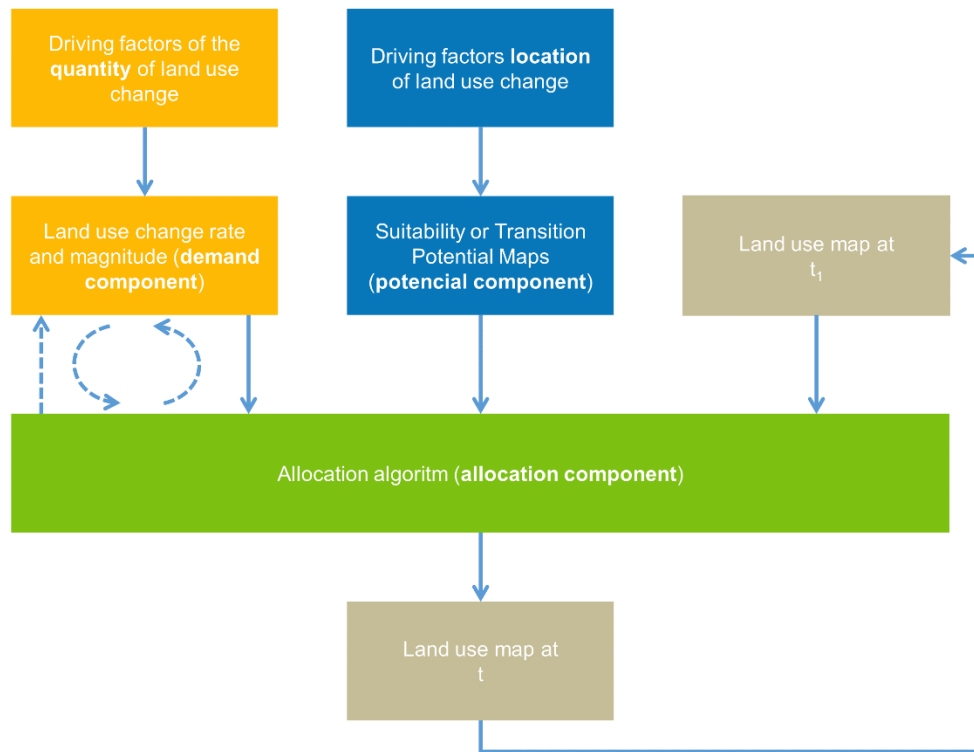 Driving factors of the
quantity of land use
change
Driving factors location
of land use change
Land use change rate
and magnitude (demand
component)
Suitability or Transition
Potential Maps
(potencial component)
Land use map at
t₁
Allocation algoritm (allocation component)
Land use map at
t